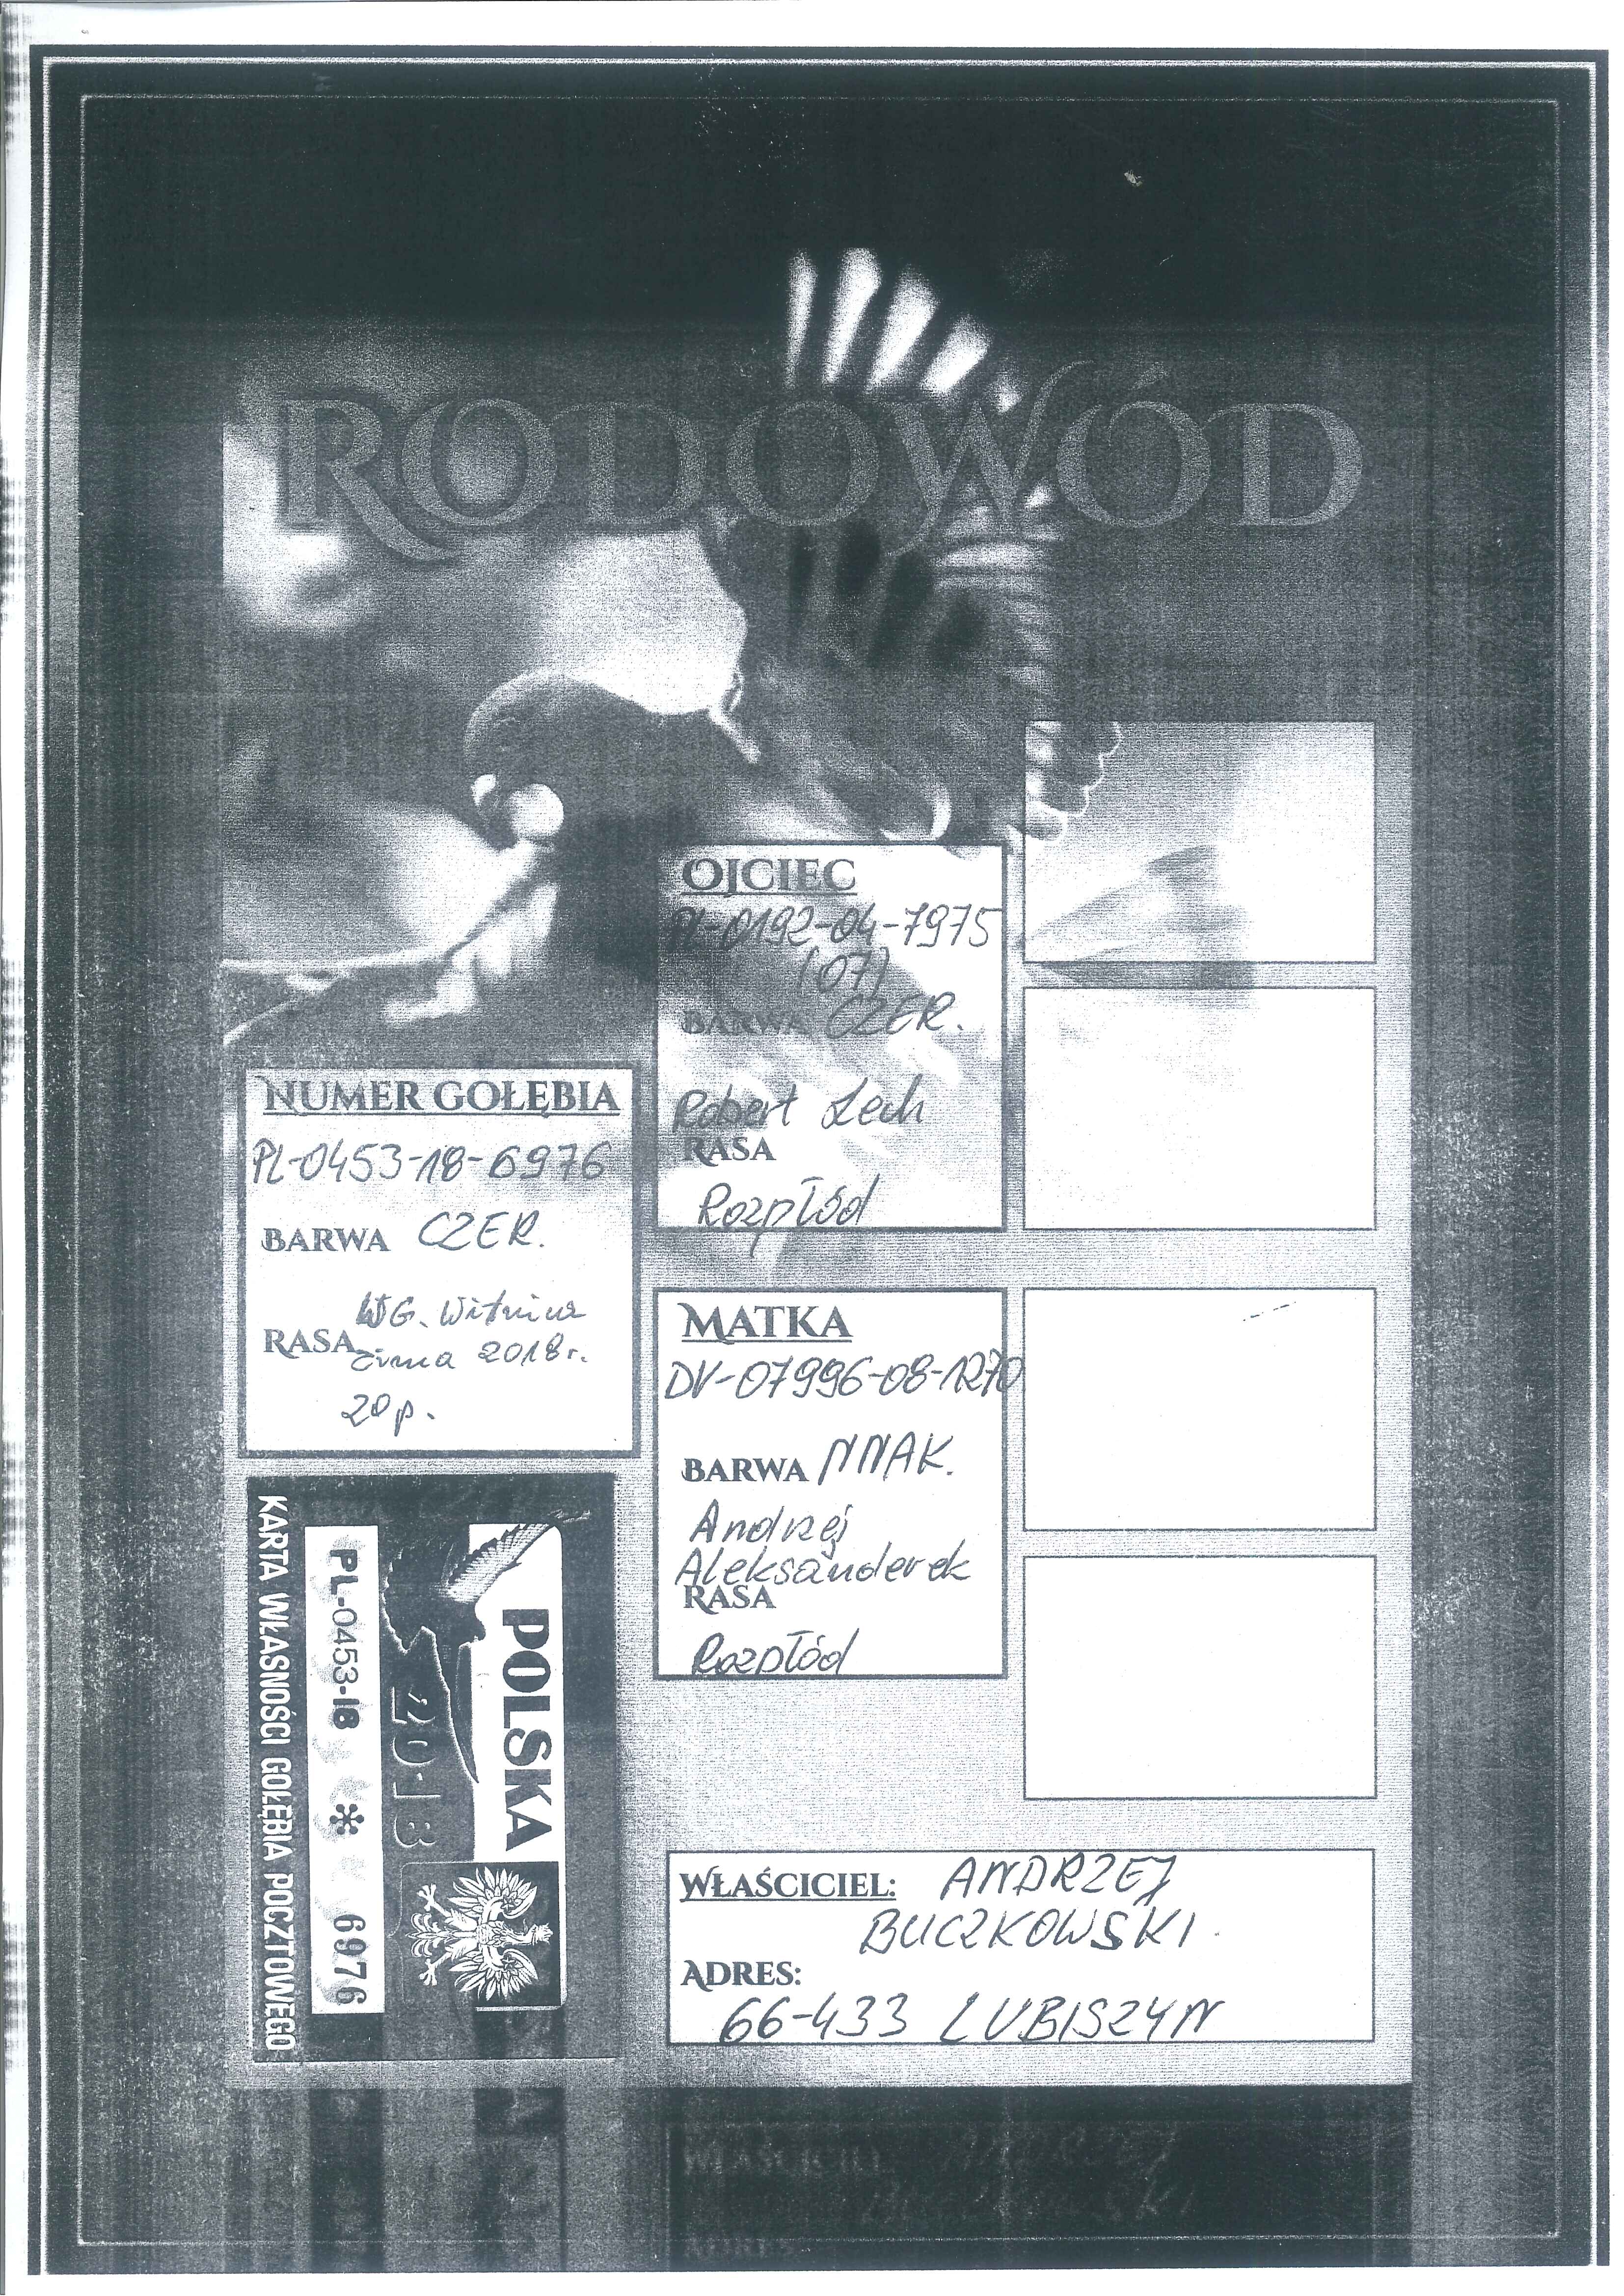 RODOWÓD
OJCIEC
PL-0192-04-7975
(07)
BARWA CZER.
Robert Lech
RASA
Rozpłód
NUMER GOŁĘBIA
PL-0453-18-6976
BARWA CZER.
WG. Witnica
RASA zima 2018r.
20p.
MATKA
DV-07996-08-1270
BARWA NNAK.
Andrzej
Aleksanderek
RASA
Rozpłód
POLSKA
2018
PL-0453-18 * 6976
KARTA WŁASNOŚCI GOŁĘBIA POCZTOWEGO
WŁAŚCICIEL: ANDRZEJ
BUCZKOWSKI
ADRES:
66-433 LUBISZYN